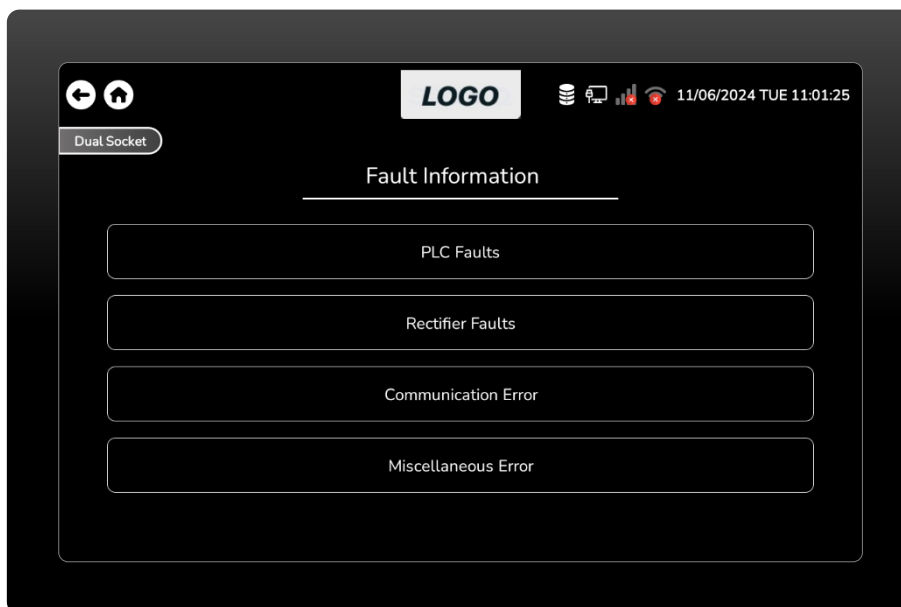 LOGO
11/06/2024 TUE 11:01:25
Dual Socket
Fault Information
PLC Faults
Rectifier Faults
Communication Error
Miscellaneous Error